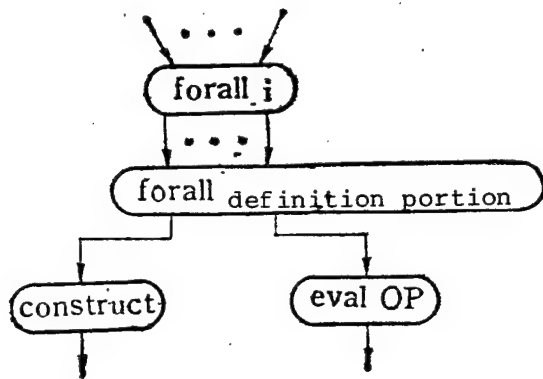 forall i
forall definition portion
construct
eval OP